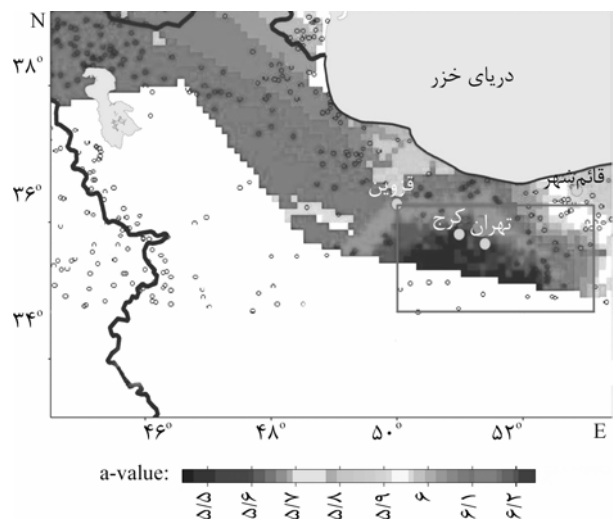 N
۳۸°
دریای خزر
قائم‌شهر
۳۶°
قزوین
کرج
تهران
۳۴°
۴۶°
۴۸°
۵۰°
۵۲°
E
a-value:
۵/۵
۵/۶
۵/۷
۵/۸
۵/۹
۶
۶/۱
۶/۲